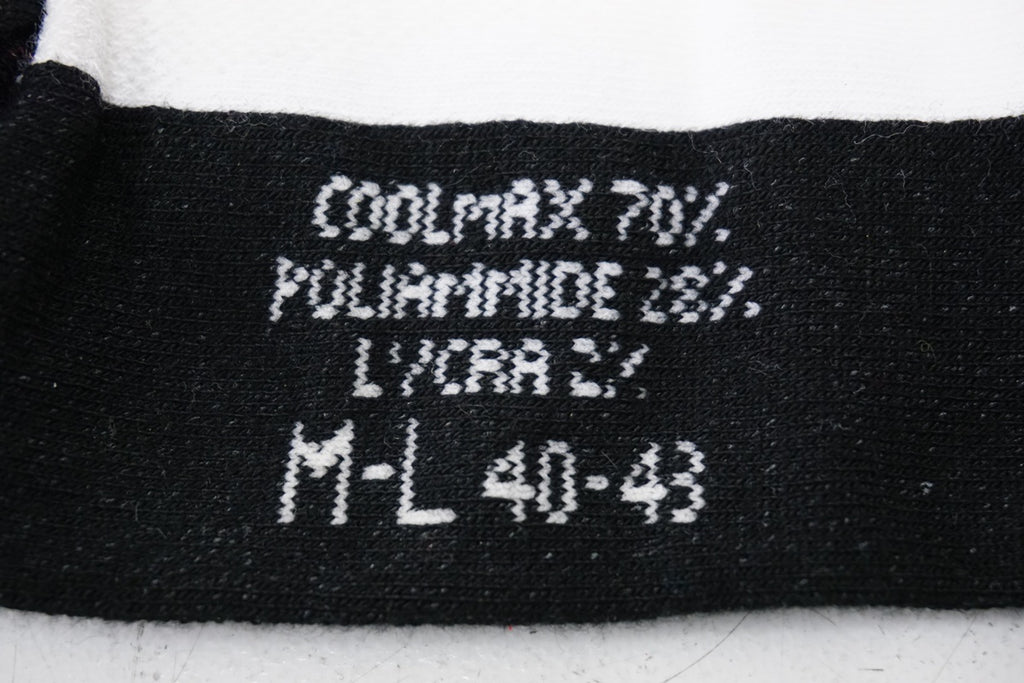 COOLMAX 70%
POLIAMMIDE 28%
LYCRA 2%
M-L 40-43